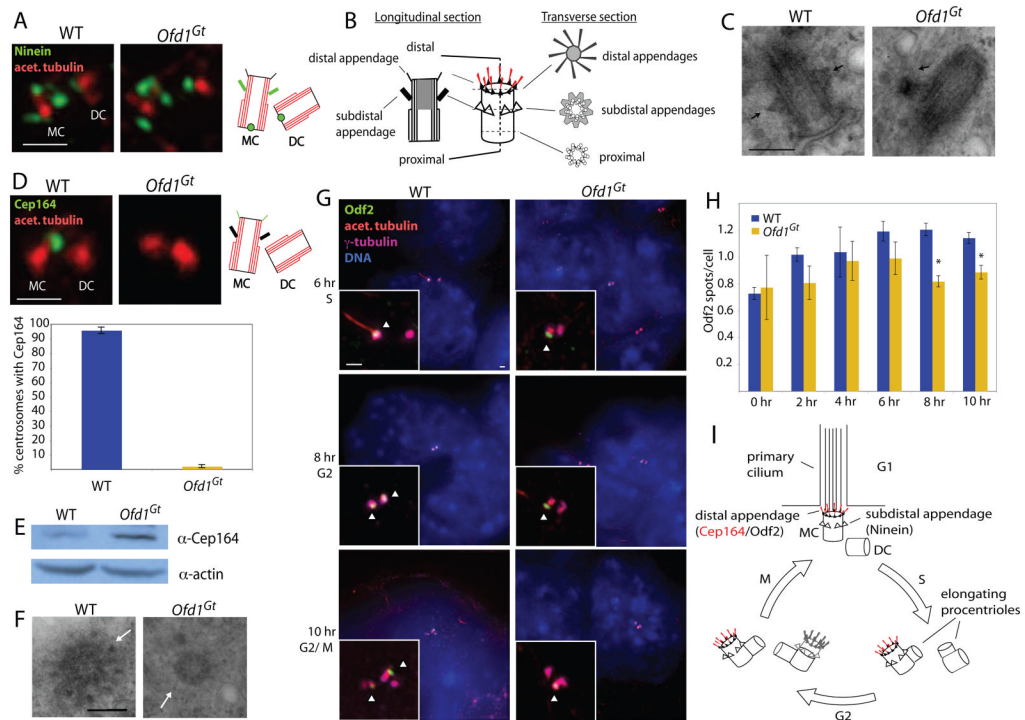 A
WT
Ofd1Gt
Ninein
acet. tubulin
MC
DC
MC
DC
B
Longitudinal section
Transverse section
distal
distal appendage
subdistal
appendage
proximal
distal appendages
subdistal appendages
proximal
C
WT
Ofd1Gt
D
WT
Ofd1Gt
Cep164
acet. tubulin
MC
DC
MC
DC
% centrosomes with Cep164
100
90
80
70
60
50
40
30
20
10
WT
Ofd1Gt
E
WT
Ofd1Gt
α-Cep164
α-actin
F
WT
Ofd1Gt
G
WT
Ofd1Gt
Odf2
acet. tubulin
γ-tubulin
DNA
6 hr
S
8 hr
G2
10 hr
G2/ M
H
WT
Ofd1Gt
Odf2 spots/cell
1.2
1.0
0.8
0.6
0.4
0.2
*
*
0 hr
2 hr
4 hr
6 hr
8 hr
10 hr
I
primary
cilium
G1
distal appendage
(Cep164/Odf2)
MC
subdistal appendage
(Ninein)
DC
M
S
elongating
procentrioles
G2